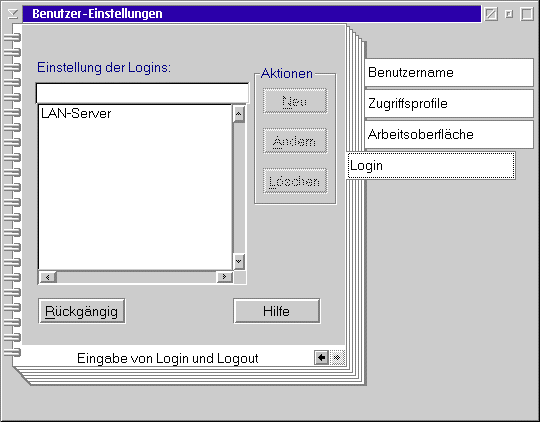 Benutzer-Einstellungen
Einstellung der Logins:
LAN-Server
Aktionen
Neu
Ändern
Löschen
Rückgängig
Hilfe
Eingabe von Login und Logout
Benutzername
Zugriffsprofile
Arbeitsoberfläche
Login